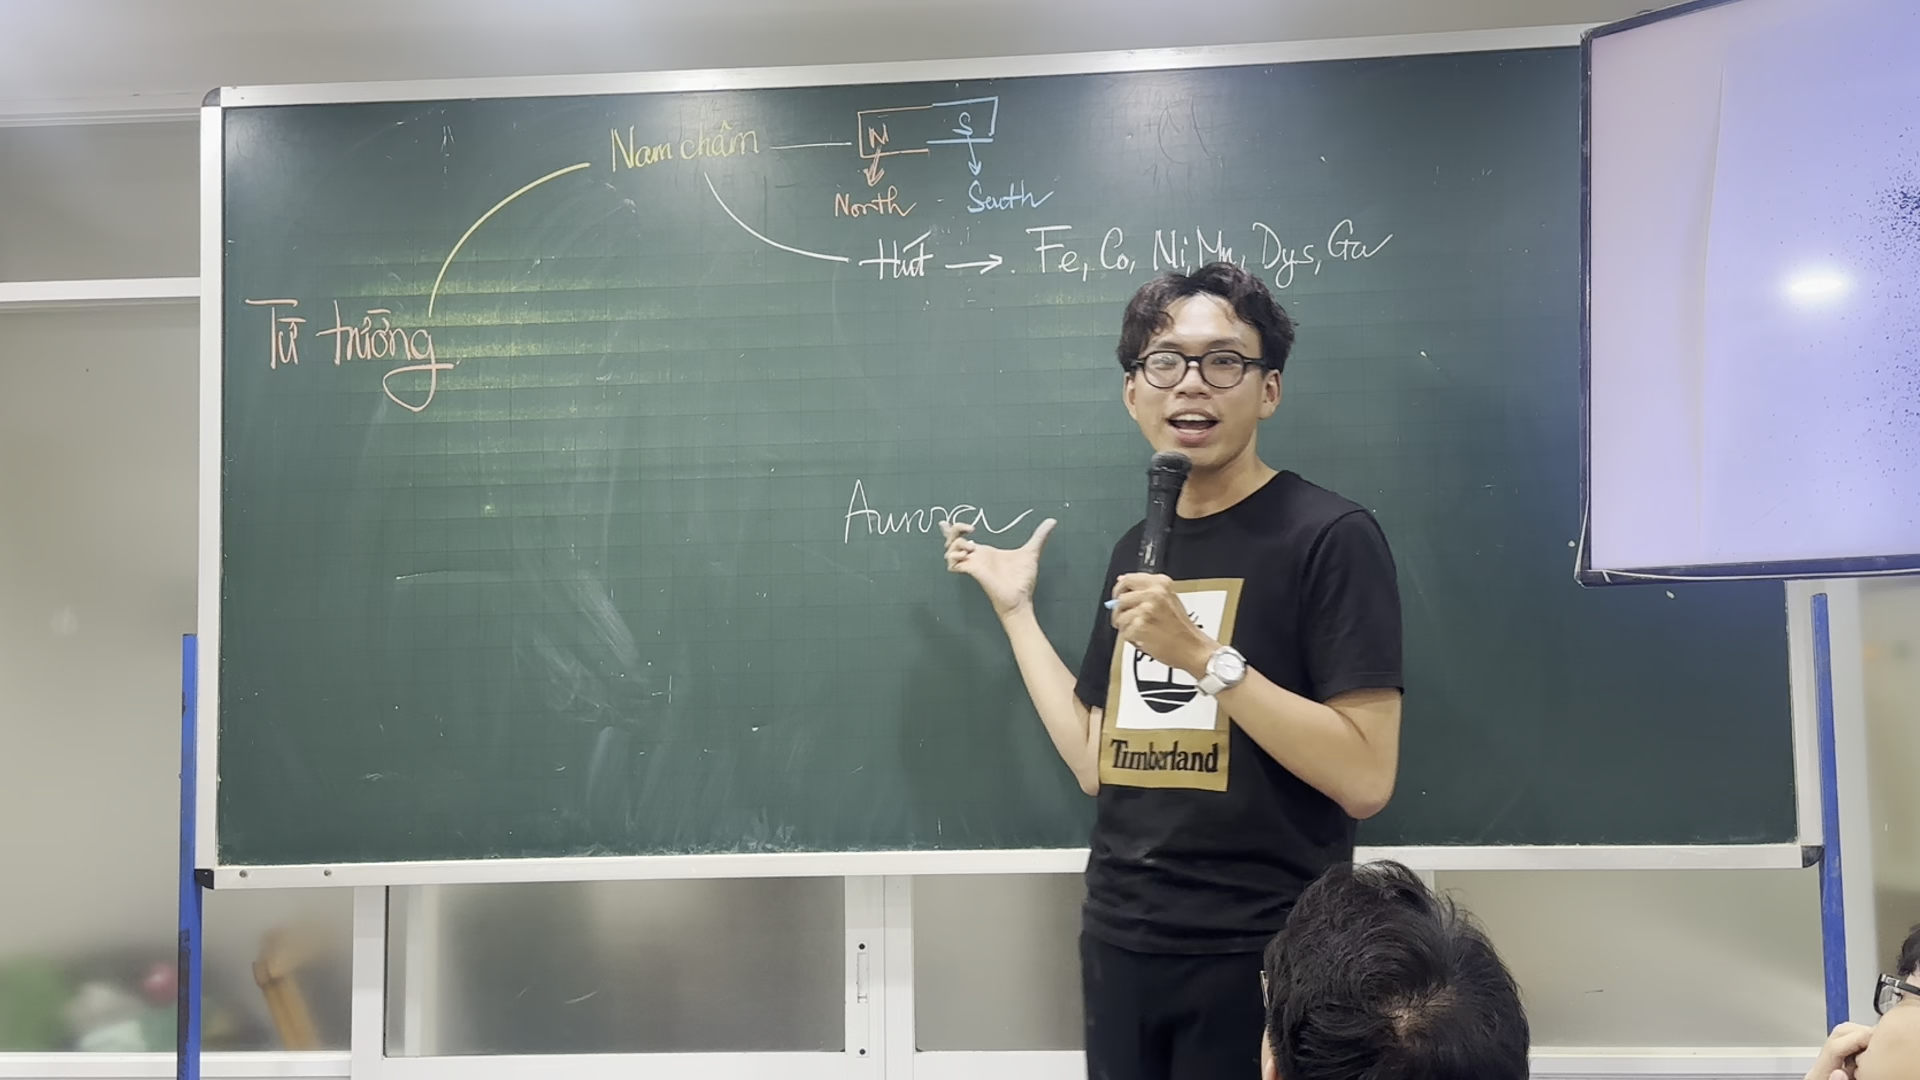 Nam châm
N S
North South
Hút → Fe, Co, Ni, Mn, Dys, Ga
Từ trường
Aurora
Timberland